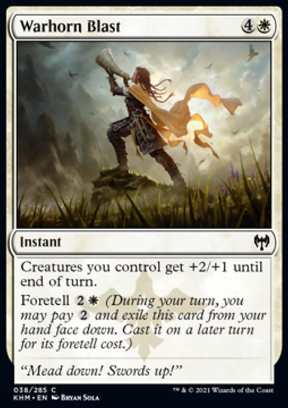 Warhorn Blast 4
Instant
Creatures you control get +2/+1 until
end of turn.
Foretell 2 (During your turn, you
may pay 2 and exile this card from your
hand face down. Cast it on a later turn
for its foretell cost.)
"Mead down! Swords up!"
038/285 C
KHM • EN Bryan Sola
™ & © 2021 Wizards of the Coast